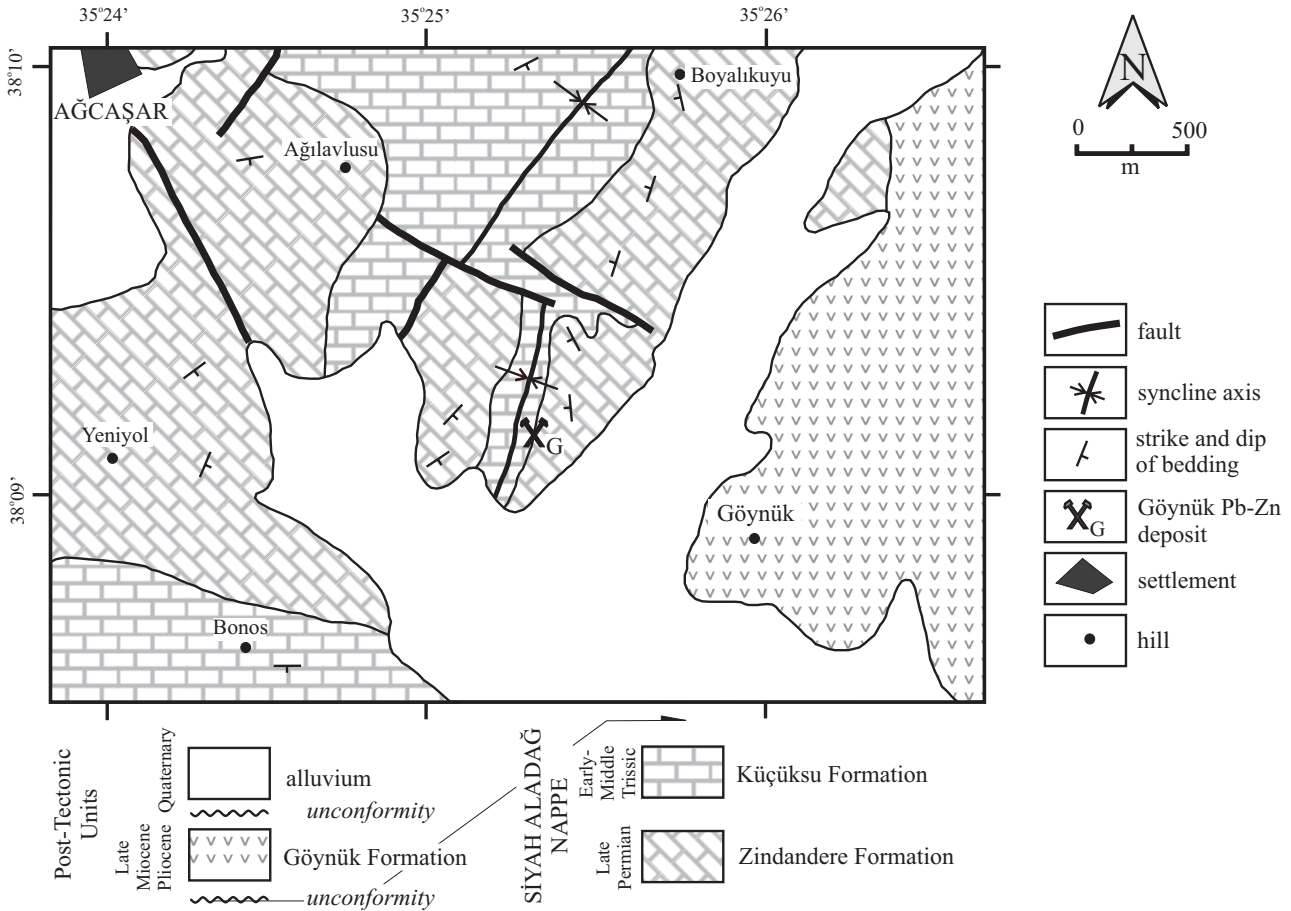 35°24’
35°25’
35°26’
38°10’
38°09’
AĞCAŞAR
Ağılavlusu
Boyalıkuyu
Yeniyol
G
Göynük
Bonos
N
0 500
m
fault
syncline axis
strike and dip
of bedding
G
Göynük Pb-Zn
deposit
settlement
hill
Post-Tectonic
Units
Quaternary
alluvium
unconformity
Late
Miocene
Pliocene
Göynük Formation
unconformity
SİYAH ALADAĞ
NAPPE
Early-
Middle
Trissic
Küçüksu Formation
Late
Permian
Zindandere Formation